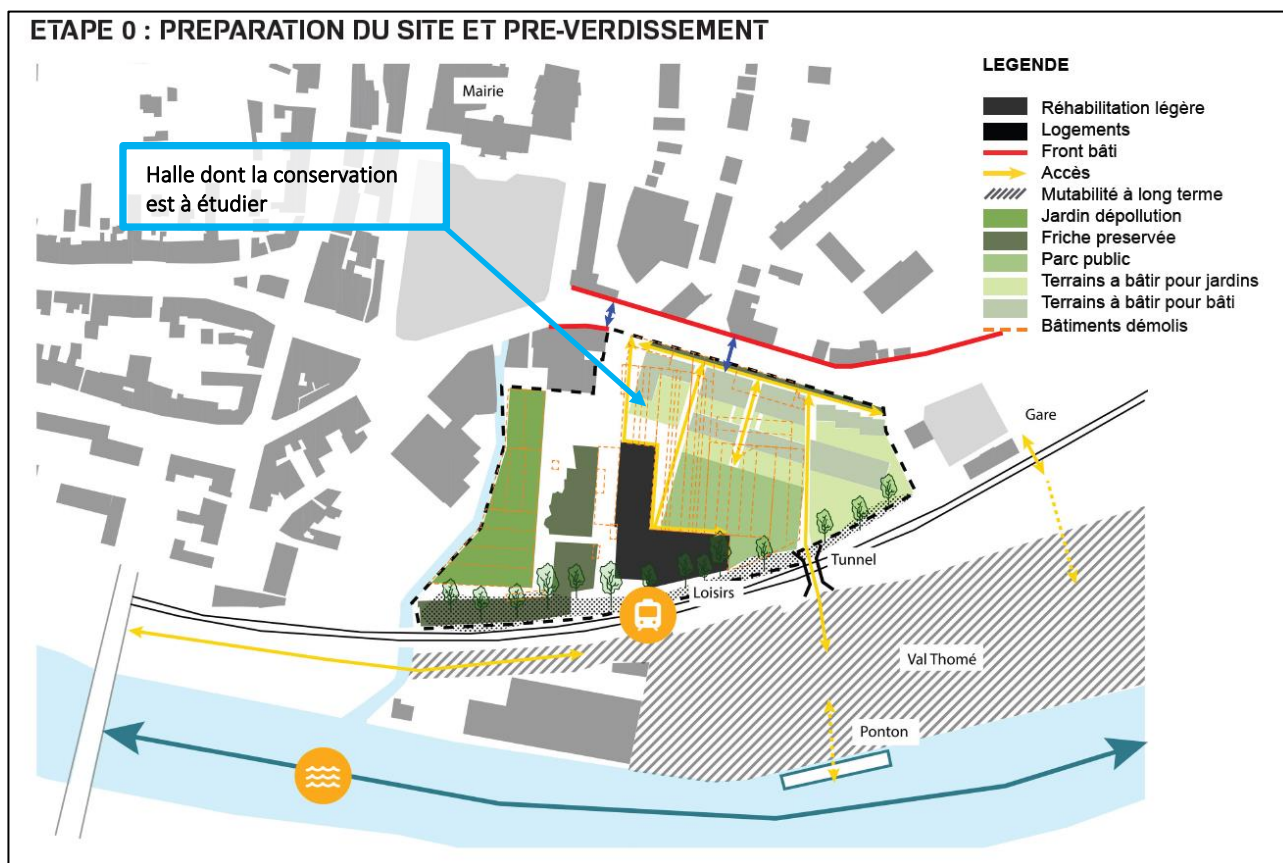 ETAPE 0 : PREPARATION DU SITE ET PRE-VERDISSEMENT
Mairie
Halle dont la conservation
est à étudier
LEGENDE
Réhabilitation légère
Logements
Front bâti
Accès
Mutabilité à long terme
Jardin dépollution
Friche preservée
Parc public
Terrains a bâtir pour jardins
Terrains à bâtir pour bâti
Bâtiments démolis
Gare
Tunnel
Loisirs
Val Thomé
Ponton